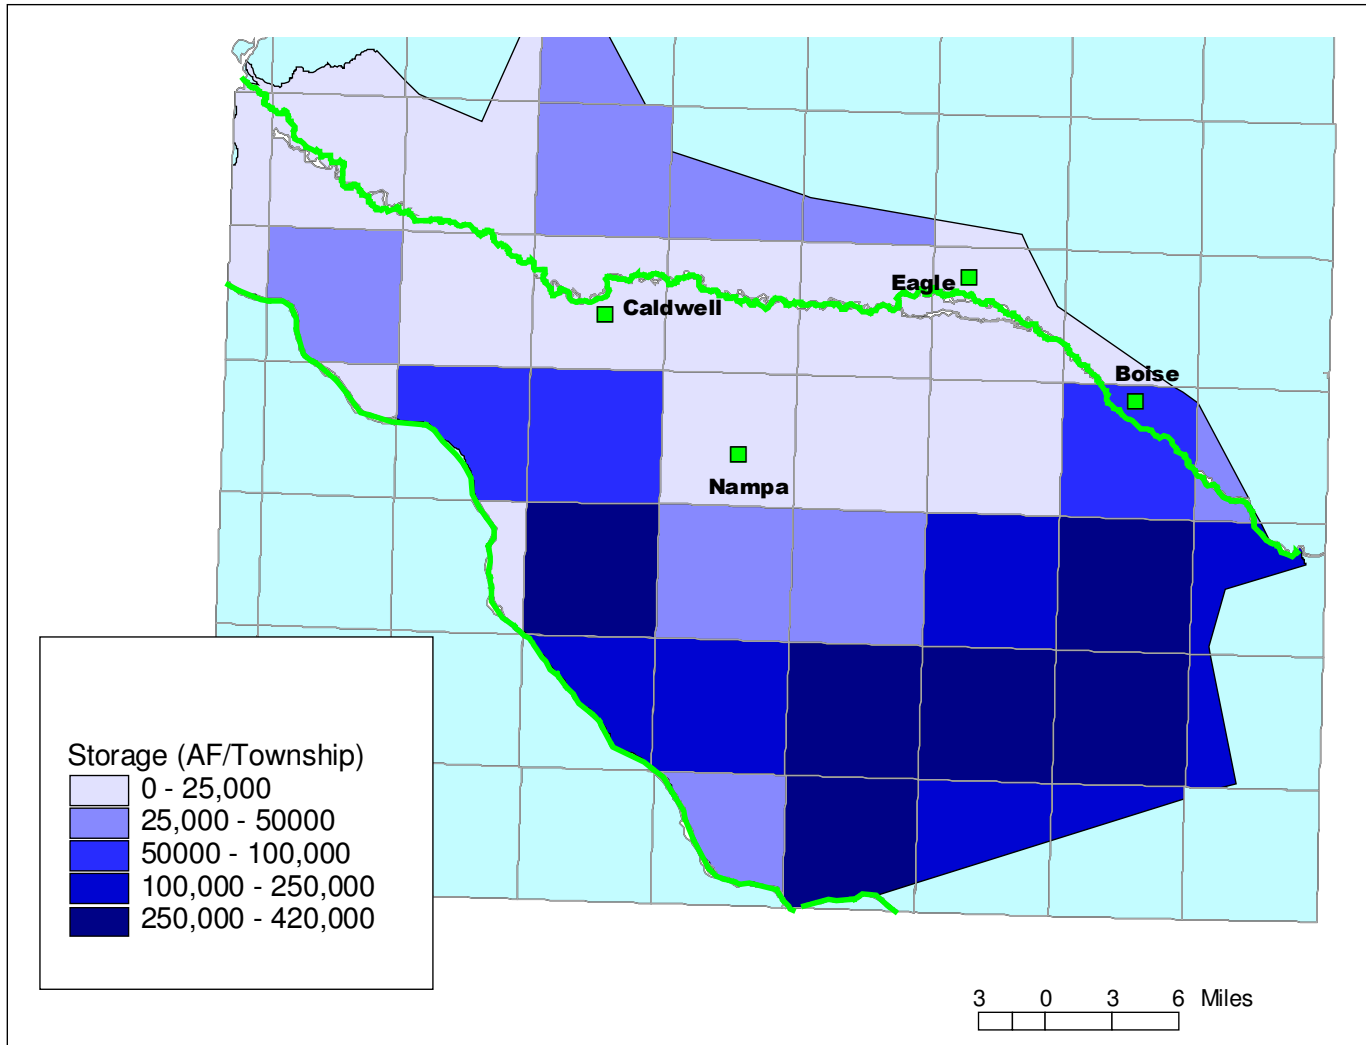 Eagle
Caldwell
Boise
Nampa
Storage (AF/Township)
0 - 25,000
25,000 - 50000
50000 - 100,000
100,000 - 250,000
250,000 - 420,000
3 0 3 6 Miles